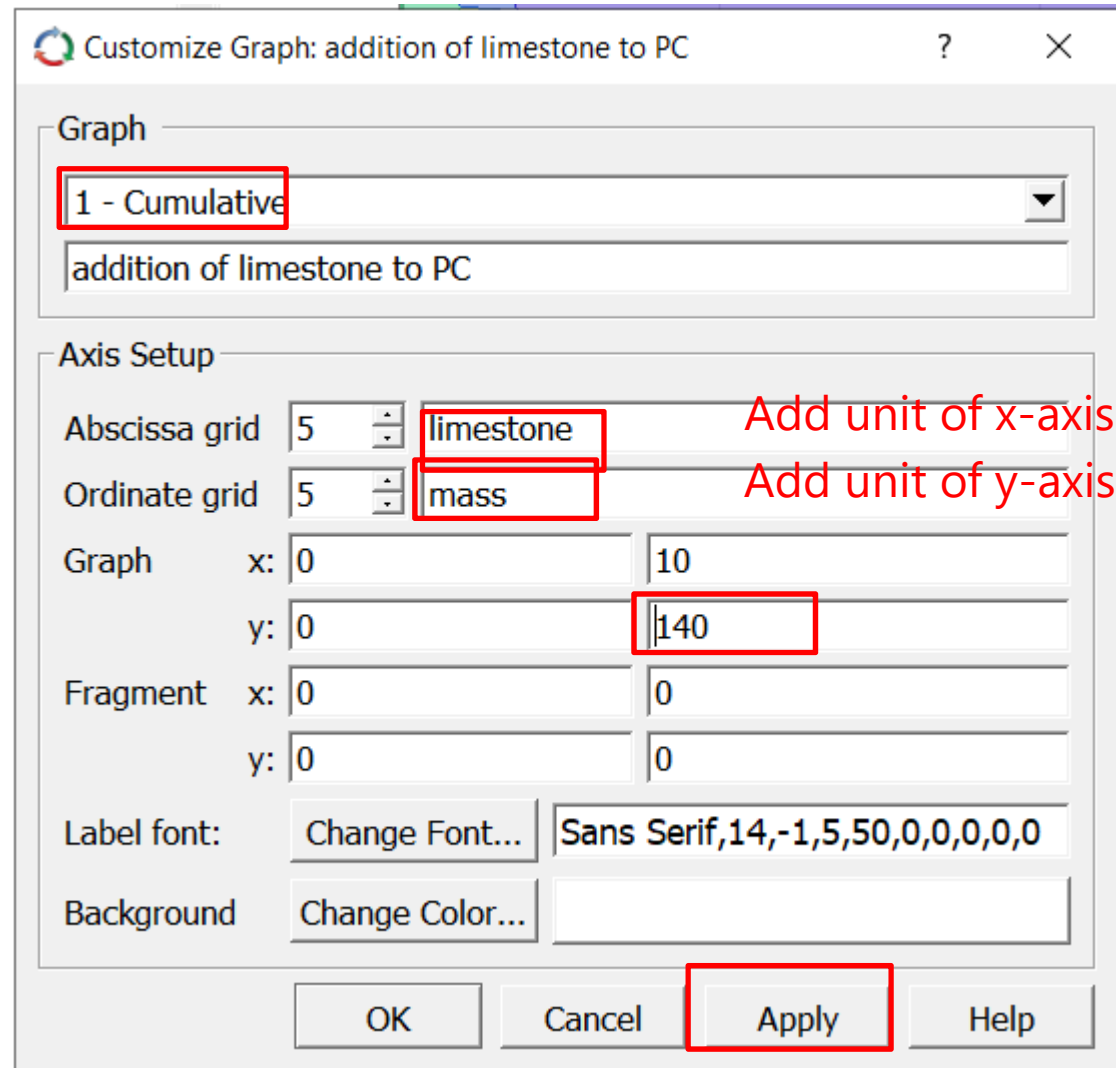 Customize Graph: addition of limestone to PC ? ×
Graph
1 - Cumulative
addition of limestone to PC
Axis Setup
Abscissa grid 5 limestone Add unit of x-axis
Ordinate grid 5 mass Add unit of y-axis
Graph x: 0 10
y: 0 140
Fragment x: 0 0
y: 0 0
Label font: Change Font... Sans Serif,14,-1,5,50,0,0,0,0,0
Background Change Color...
OK Cancel Apply Help